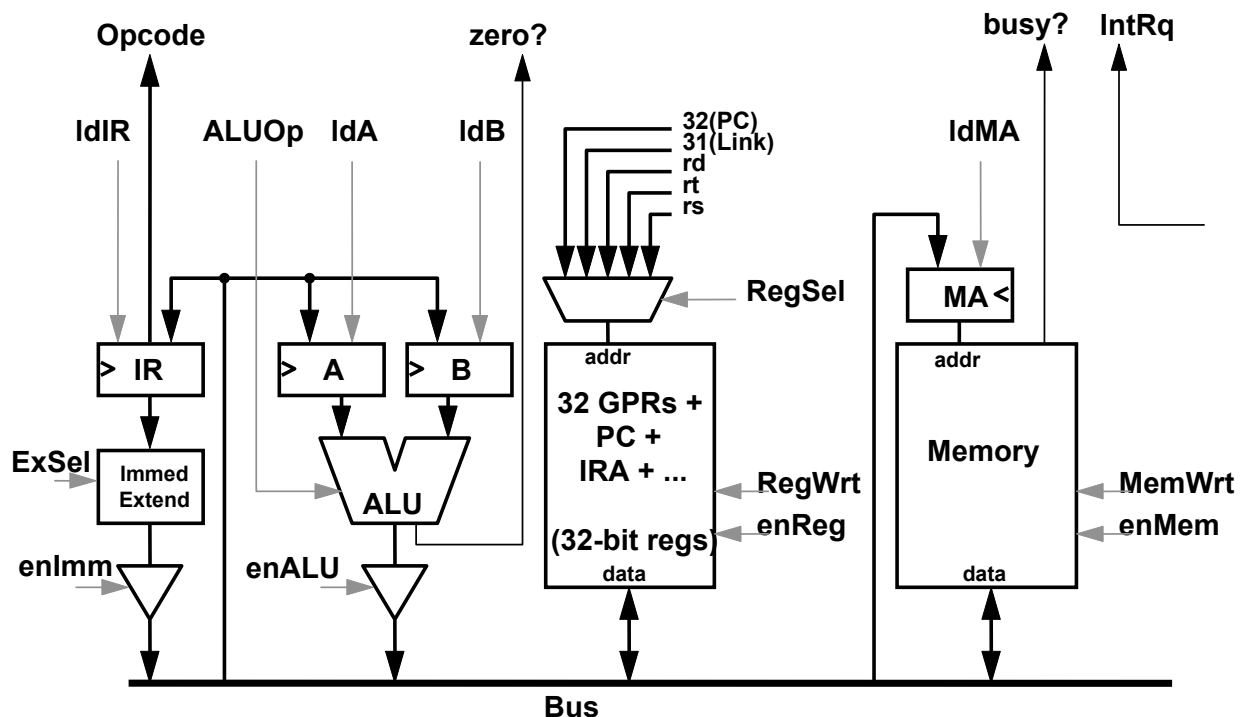 Opcode
zero?
busy?
IntRq
ldIR
ALUOp
ldA
ldB
32(PC)
31(Link)
rd
rt
rs
ldMA
RegSel
MA <
addr
addr
> IR
> A
> B
32 GPRs +
PC +
IRA + ...
Memory
ExSel
Immed
Extend
ALU
RegWrt
MemWrt
enReg
enMem
(32-bit regs)
enImm
enALU
data
data
Bus